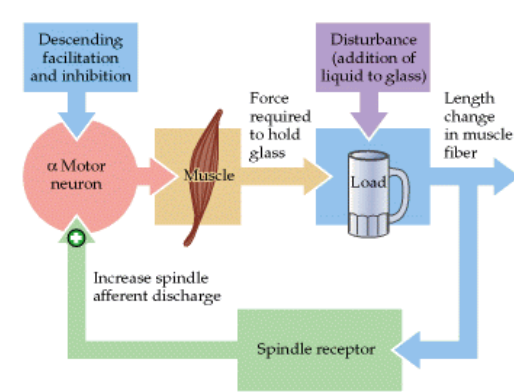 Descending
facilitation
and inhibition
Disturbance
(addition of
liquid to glass)
Force
required
to hold
glass
Length
change
in muscle
fiber
α Motor
neuron
Muscle
Load
Increase spindle
afferent discharge
Spindle receptor